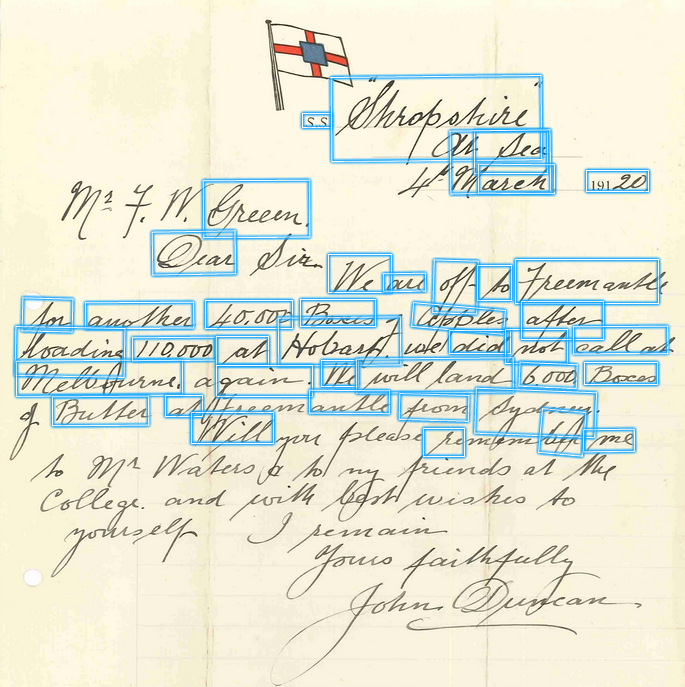 S.S. "Shropshire"
At Sea
4th March 19120
Mr F. W. Greeen.
Dear Sir.
We are off to Freemantle
for another 40,000 Boxes of Apples after
loading 110,000 at Hobart. we did not call at
Melbourne. again. We will land 6,000 Boxes
of Butter at Freemantle from Sydney.
Will you please remember me
to Mr Waters & to my friends at the
College. and with best wishes to
yourself I remain
Yours faithfully
John Duncan